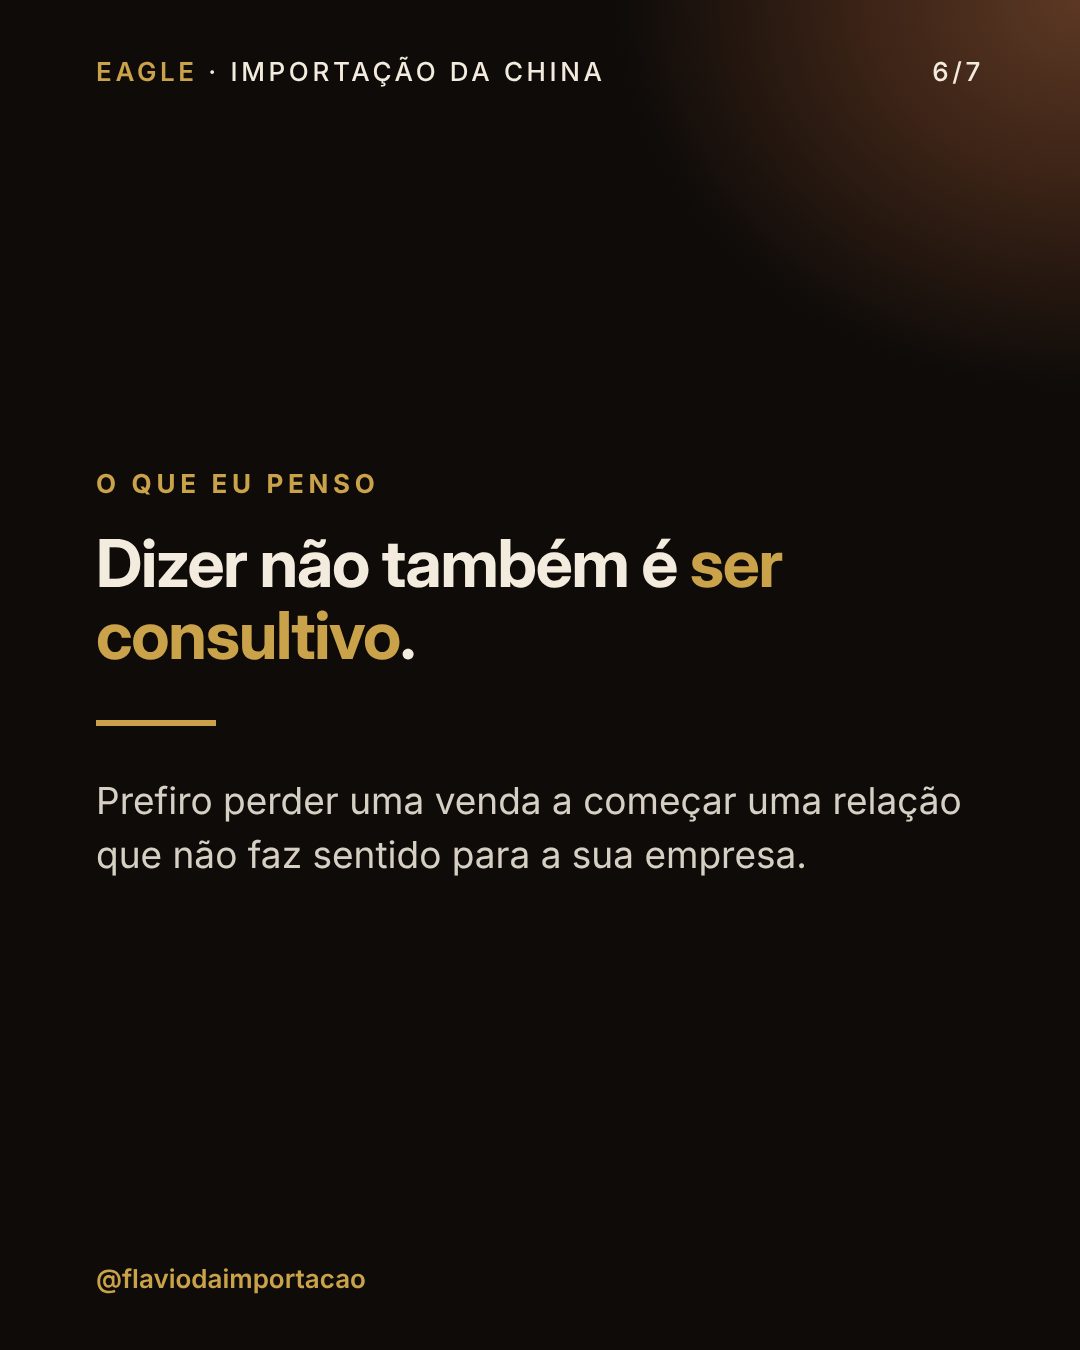 EAGLE · IMPORTAÇÃO DA CHINA
6/7
O QUE EU PENSO
Dizer não também é ser
consultivo.
Prefiro perder uma venda a começar uma relação
que não faz sentido para a sua empresa.
@flaviodaimportacao